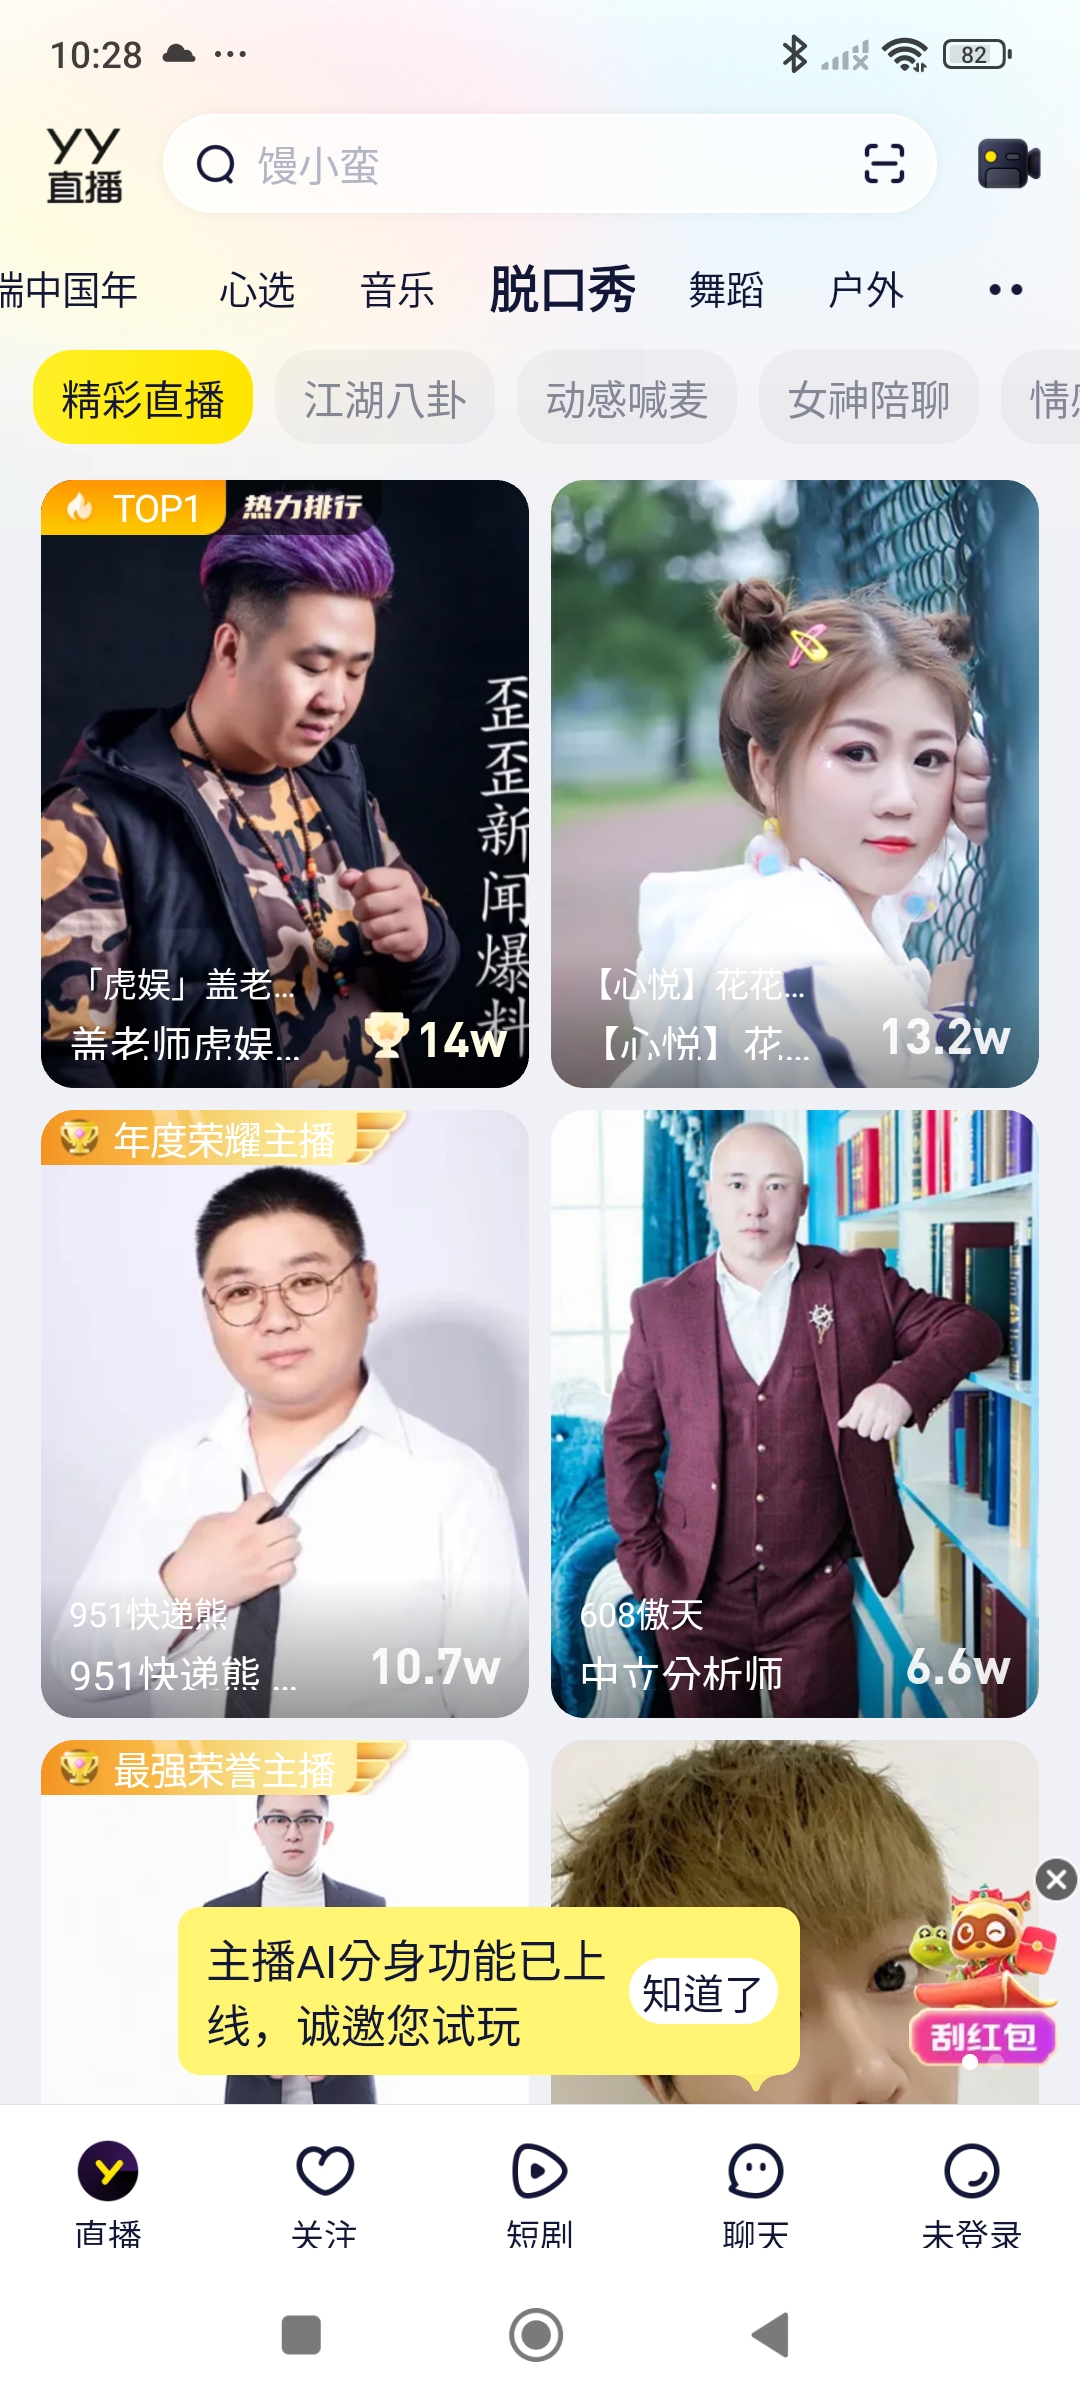 10:28
82
YY
直播
馒小蛮
端中国年
心选
音乐
脱口秀
舞蹈
户外
精彩直播
江湖八卦
动感喊麦
女神陪聊
情感
TOP1
热力排行
歪歪新闻爆料
「虎娱」盖老...
盖老师虎娱...
14w
【心悦】花花...
【心悦】花...
13.2w
年度荣耀主播
951快递熊
951快递熊 ...
10.7w
608傲天
中立分析师
6.6w
最强荣誉主播
主播AI分身功能已上
线，诚邀您试玩
知道了
刮红包
直播
关注
短剧
聊天
未登录